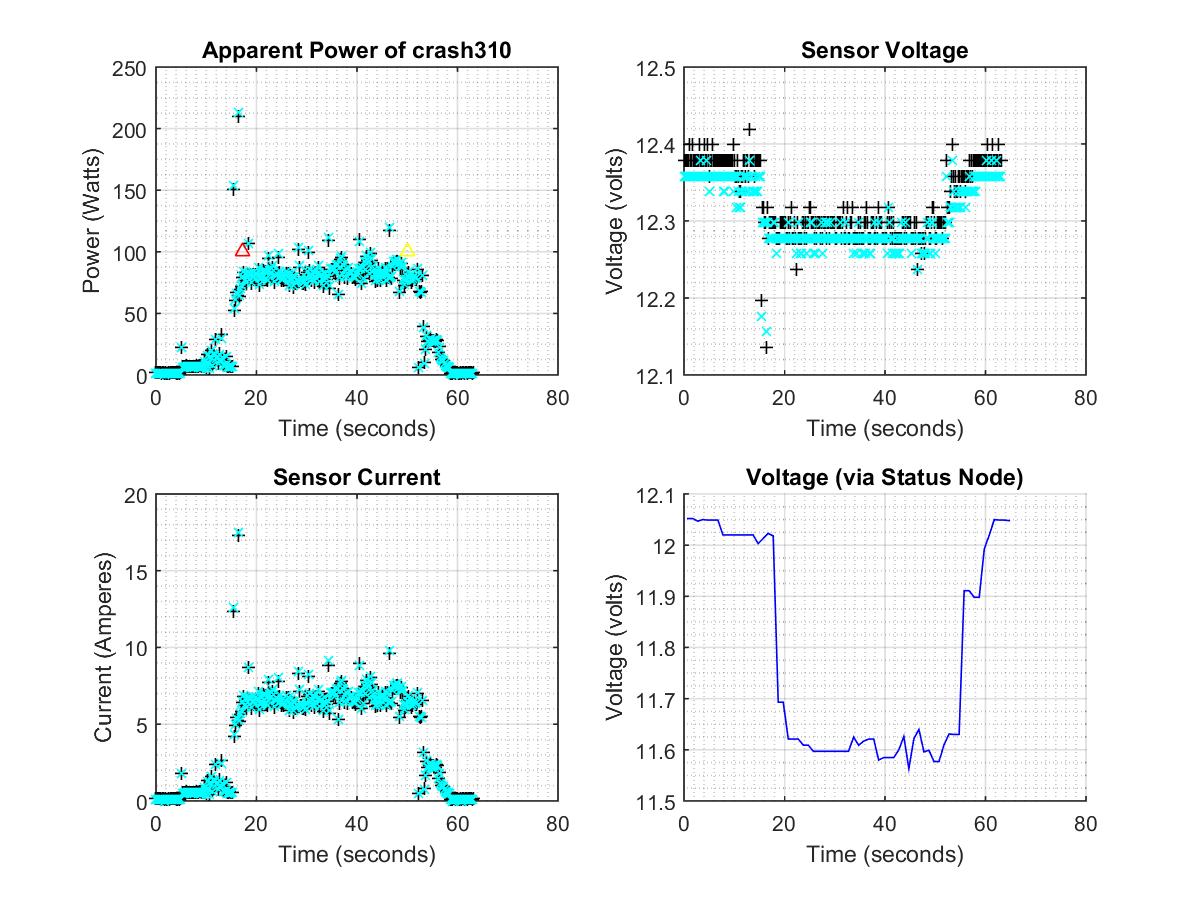 Apparent Power of crash310
250
200
150
100
50
0
Power (Watts)
0 20 40 60 80
Time (seconds)
Sensor Voltage
12.5
12.4
12.3
12.2
12.1
Voltage (volts)
0 20 40 60 80
Time (seconds)
Sensor Current
20
15
10
5
0
Current (Amperes)
0 20 40 60 80
Time (seconds)
Voltage (via Status Node)
12.1
12
11.9
11.8
11.7
11.6
11.5
Voltage (volts)
0 20 40 60 80
Time (seconds)